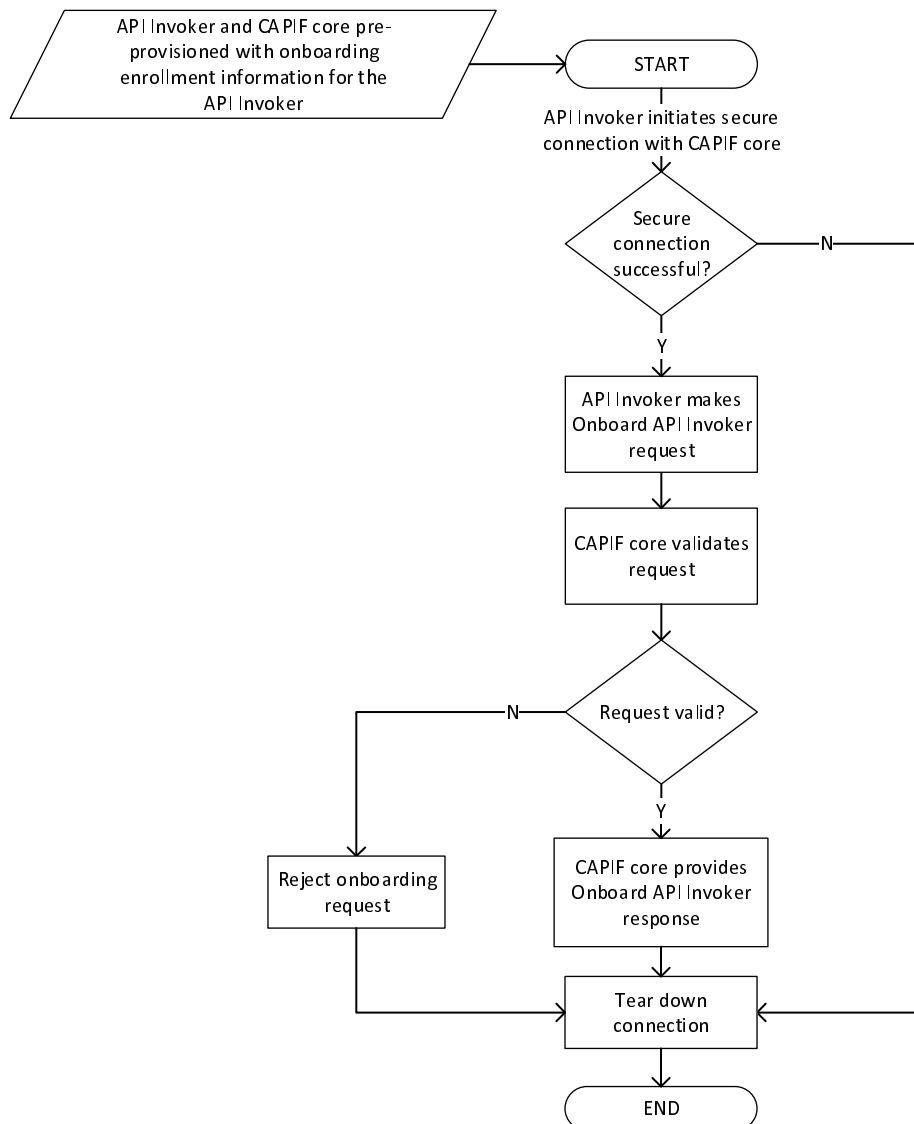 API Invoker and CAPIF core pre-
provisioned with onboarding
enrollment information for the
API Invoker
START
API Invoker initiates secure
connection with CAPIF core
Secure
connection
successful?
N
Y
API Invoker makes
Onboard API Invoker
request
CAPIF core validates
request
Request valid?
N
Y
Reject onboarding
request
CAPIF core provides
Onboard API Invoker
response
Tear down
connection
END